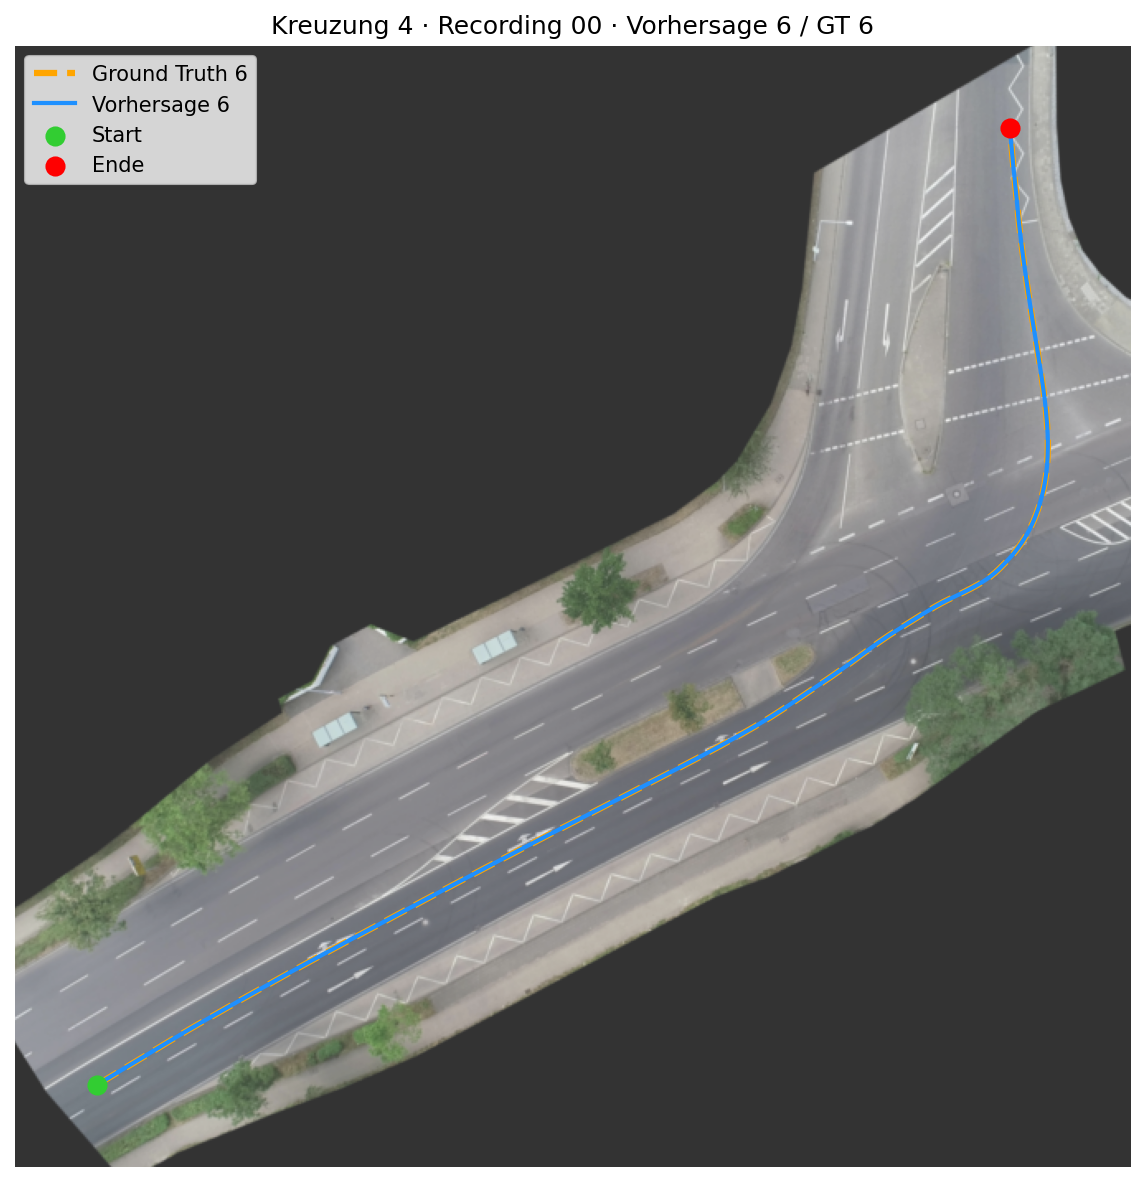 Kreuzung 4 · Recording 00 · Vorhersage 6 / GT 6
Ground Truth 6
Vorhersage 6
Start
Ende